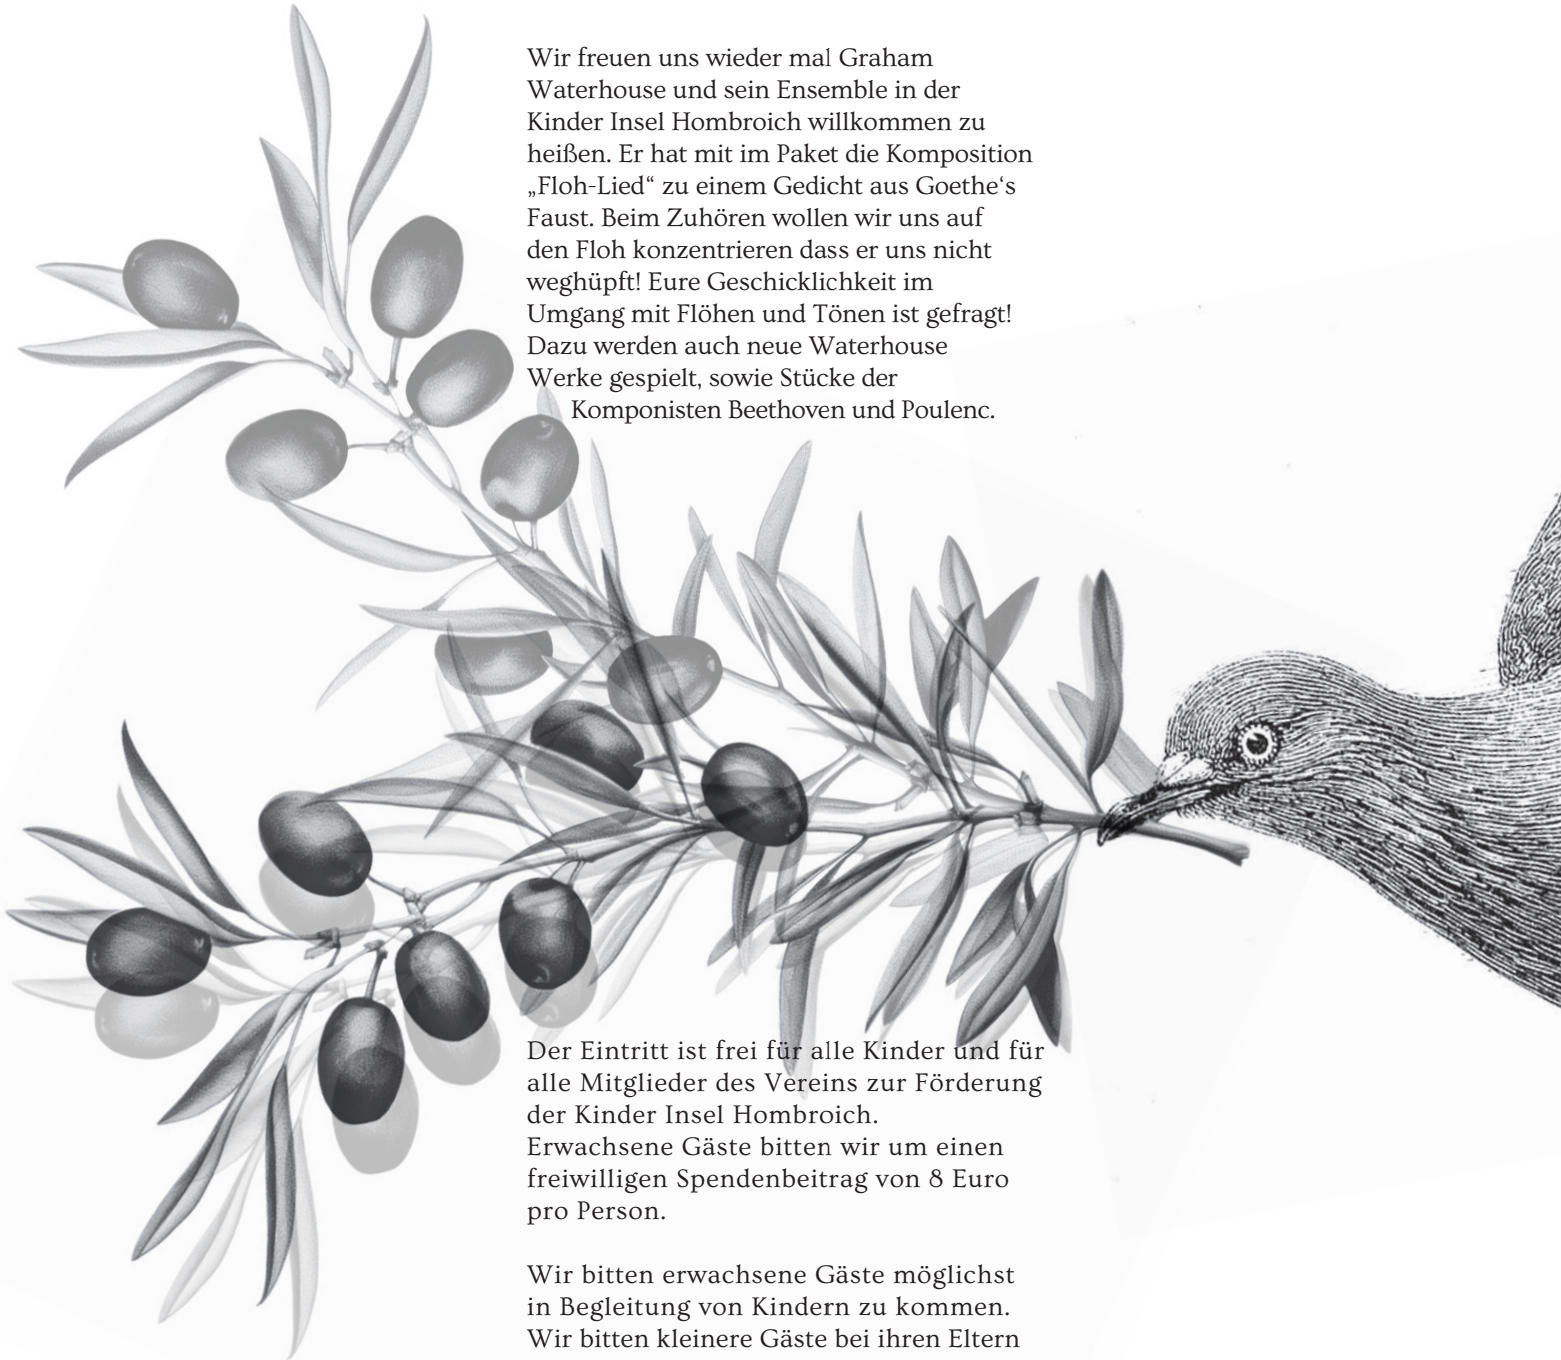 Wir freuen uns wieder mal Graham
Waterhouse und sein Ensemble in der
Kinder Insel Hombroich willkommen zu
heißen. Er hat mit im Paket die Komposition
„Floh-Lied“ zu einem Gedicht aus Goethe‘s
Faust. Beim Zuhören wollen wir uns auf
den Floh konzentrieren dass er uns nicht
weghüpft! Eure Geschicklichkeit im
Umgang mit Flöhen und Tönen ist gefragt!
Dazu werden auch neue Waterhouse
Werke gespielt, sowie Stücke der
Komponisten Beethoven und Poulenc.
Der Eintritt ist frei für alle Kinder und für
alle Mitglieder des Vereins zur Förderung
der Kinder Insel Hombroich.
Erwachsene Gäste bitten wir um einen
freiwilligen Spendenbeitrag von 8 Euro
pro Person.
Wir bitten erwachsene Gäste möglichst
in Begleitung von Kindern zu kommen.
Wir bitten kleinere Gäste bei ihren Eltern